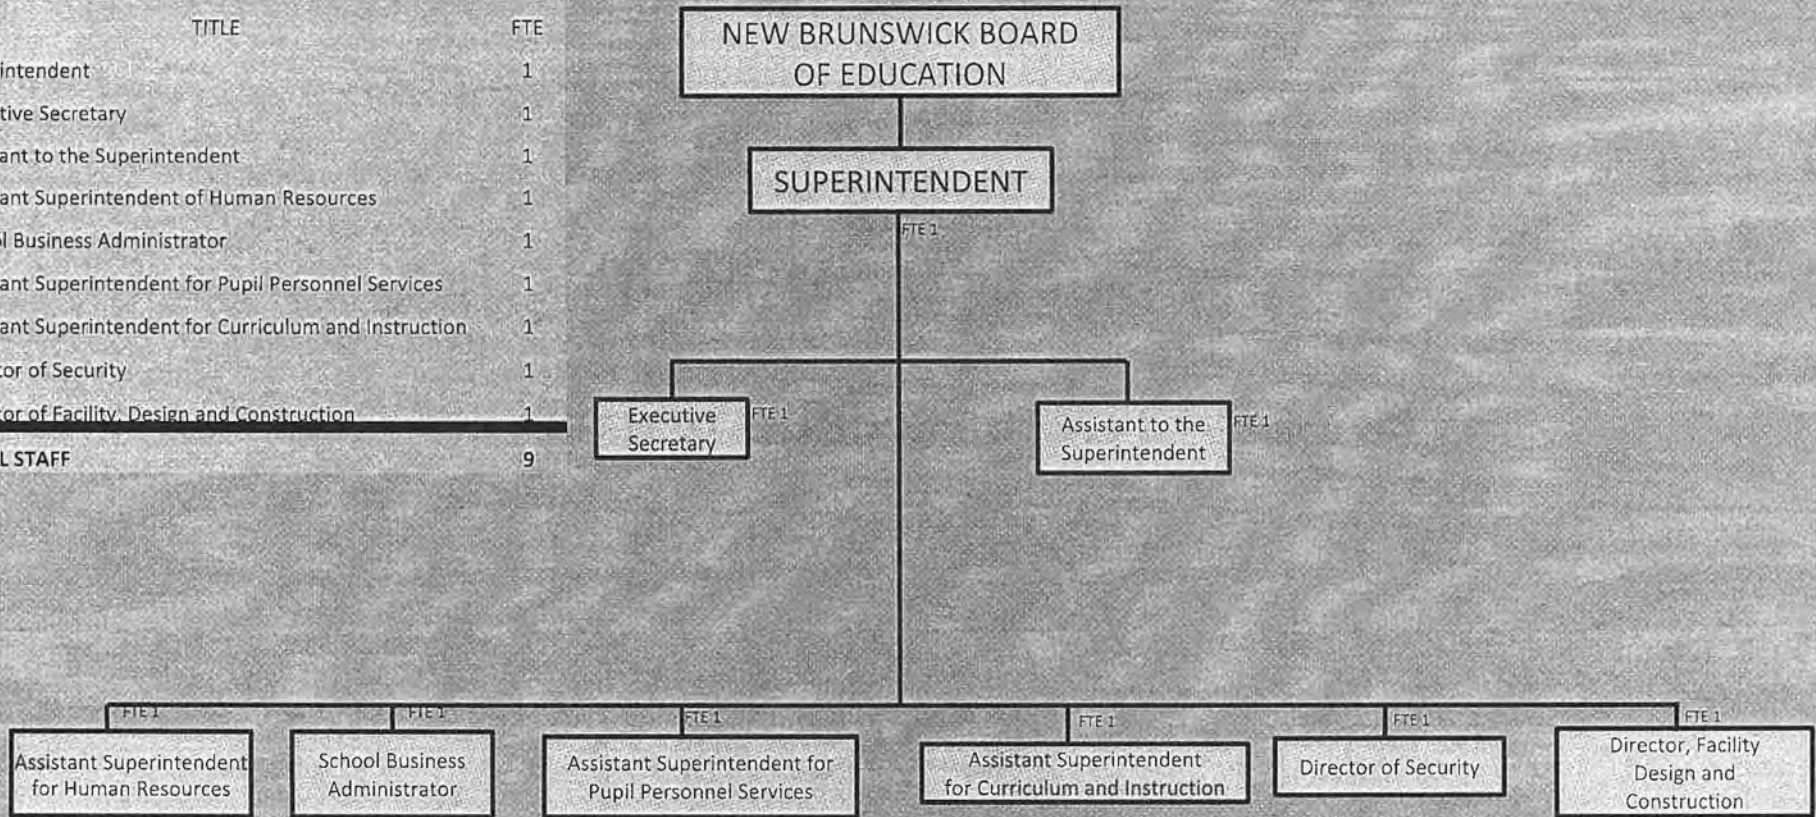 TITLE FTE
intendent 1
tive Secretary 1
ant to the Superintendent 1
ant Superintendent of Human Resources 1
ol Business Administrator 1
ant Superintendent for Pupil Personnel Services 1
ant Superintendent for Curriculum and Instruction 1
tor of Security 1
tor of Facility, Design and Construction 1
L STAFF 9
NEW BRUNSWICK BOARD
OF EDUCATION
SUPERINTENDENT
FTE 1
Executive
Secretary
FTE 1
Assistant to the
Superintendent
FTE 1
FTE 1
Assistant Superintendent
for Human Resources
FTE 1
School Business
Administrator
FTE 1
Assistant Superintendent for
Pupil Personnel Services
FTE 1
Assistant Superintendent
for Curriculum and Instruction
FTE 1
Director of Security
FTE 1
Director, Facility
Design and
Construction